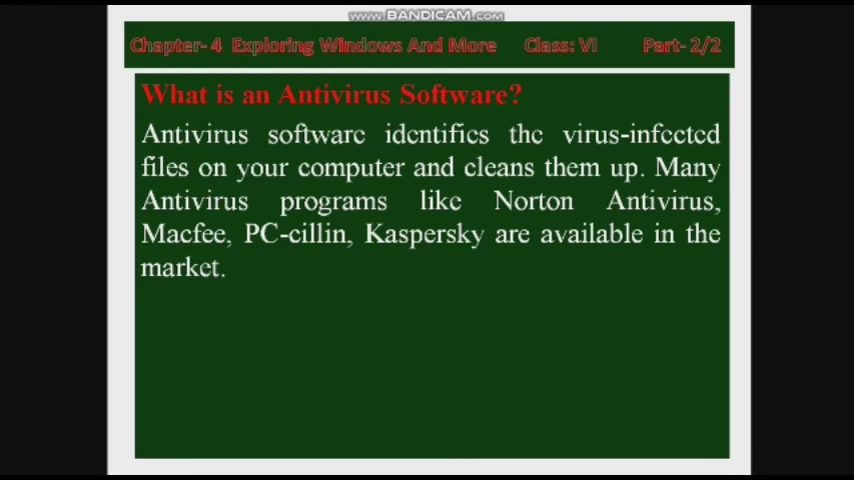 www.BANDICAM.com
Chapter- 4 Exploring Windows And More Class: VI Part- 2/2
What is an Antivirus Software?
Antivirus software identifies the virus-infected
files on your computer and cleans them up. Many
Antivirus programs like Norton Antivirus,
Macfee, PC-cillin, Kaspersky are available in the
market.